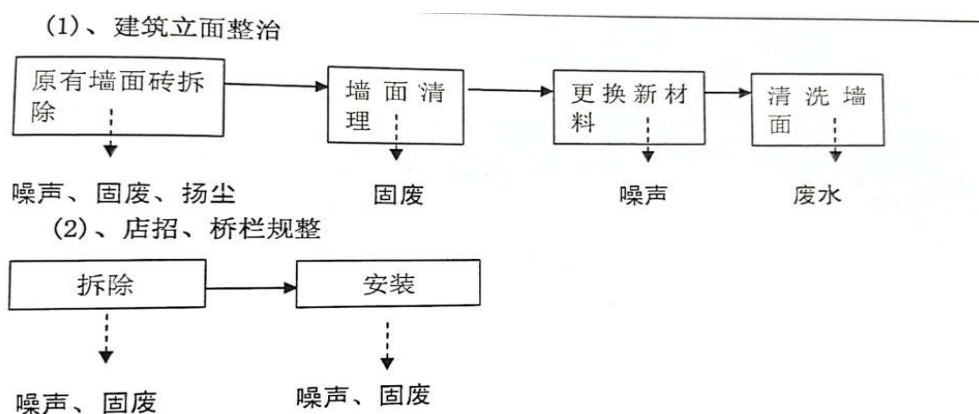 (1)、建筑立面整治
原有墙面砖拆
除
墙面清
理
更换新材
料
清洗墙
面
噪声、固废、扬尘
固废
噪声
废水
(2)、店招、桥栏规整
拆除
安装
噪声、固废
噪声、固废